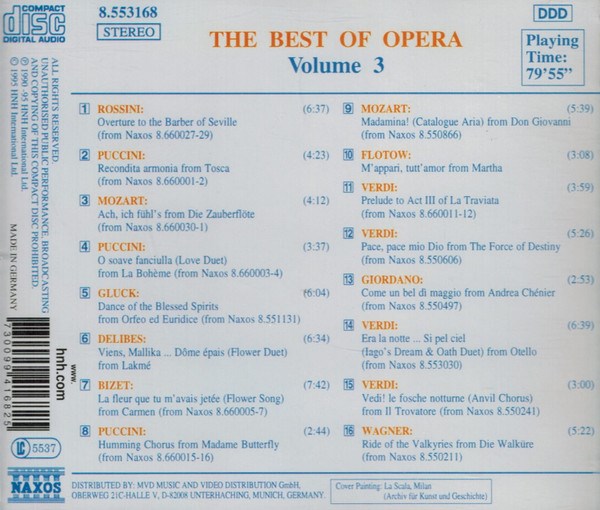 COMPACT
disc
DIGITAL AUDIO
8.553168
STEREO
THE BEST OF OPERA
Volume 3
DDD
Playing
Time:
79'55"
ALL RIGHTS RESERVED.
UNAUTHORISED PUBLIC PERFORMANCE, BROADCASTING
AND COPYING OF THIS COMPACT DISC PROHIBITED.
℗ 1990 -95 HNH International Ltd.
© 1995 HNH International Ltd.
MADE IN GERMANY
1 ROSSINI: (6:37)
Overture to the Barber of Seville
(from Naxos 8.660027-29)
2 PUCCINI: (4:23)
Recondita armonia from Tosca
(from Naxos 8.660001-2)
3 MOZART: (4:12)
Ach, ich fühl's from Die Zauberflöte
(from Naxos 8.660030-1)
4 PUCCINI: (3:37)
O soave fanciulla (Love Duet)
from La Bohème (from Naxos 8.660003-4)
5 GLUCK: (6:04)
Dance of the Blessed Spirits
from Orfeo ed Euridice (from Naxos 8.551131)
6 DELIBES: (6:34)
Viens, Mallika ... Dôme épais (Flower Duet)
from Lakmé
7 BIZET: (7:42)
La fleur que tu m'avais jetée (Flower Song)
from Carmen (from Naxos 8.660005-7)
8 PUCCINI: (2:44)
Humming Chorus from Madame Butterfly
(from Naxos 8.660015-16)
9 MOZART: (5:39)
Madamina! (Catalogue Aria) from Don Giovanni
(from Naxos 8.550866)
10 FLOTOW: (3:08)
M'appari, tutt'amor from Martha
11 VERDI: (3:59)
Prelude to Act III of La Traviata
(from Naxos 8.660011-12)
12 VERDI: (5:26)
Pace, pace mio Dio from The Force of Destiny
(from Naxos 8.550606)
13 GIORDANO: (2:53)
Come un bel dì maggio from Andrea Chénier
(from Naxos 8.550497)
14 VERDI: (6:39)
Era la notte ... Si pel ciel
(Iago's Dream & Oath Duet) from Otello
(from Naxos 8.553030)
15 VERDI: (3:00)
Vedi! le fosche notturne (Anvil Chorus)
from Il Trovatore (from Naxos 8.550241)
16 WAGNER: (5:22)
Ride of the Valkyries from Die Walküre
(from Naxos 8.550211)
7 30099 41682 5
www.
hnh.com
LC 5537
NAXOS
DISTRIBUTED BY: MVD MUSIC AND VIDEO DISTRIBUTION GmbH,
OBERWEG 21C-HALLE V, D-82008 UNTERHACHING, MUNICH, GERMANY.
Cover Painting: La Scala, Milan
(Archiv für Kunst und Geschichte)